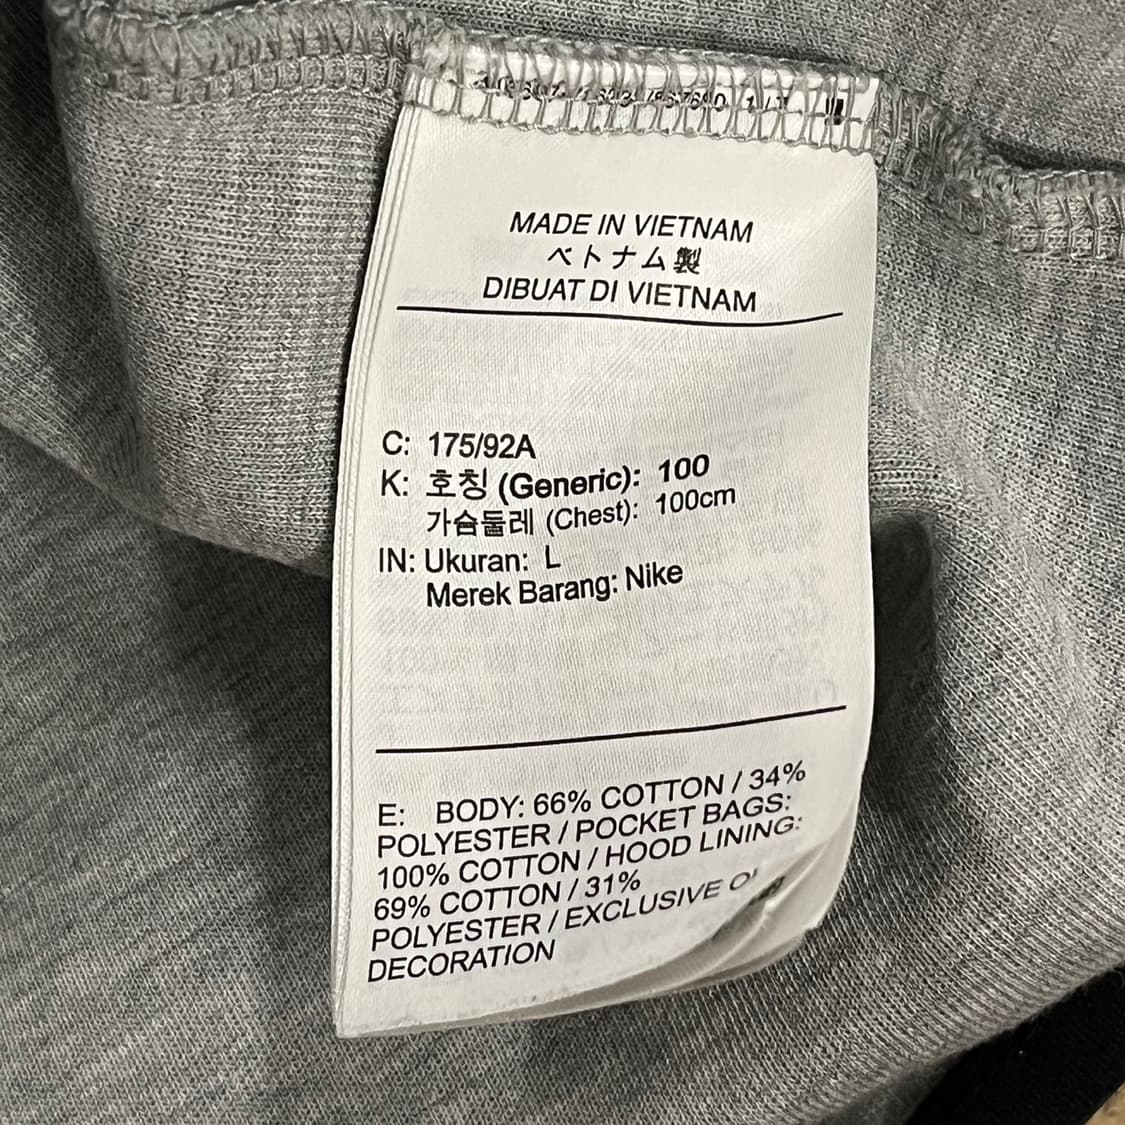 MADE IN VIETNAM
ベトナム製
DIBUAT DI VIETNAM
C: 175/92A
K: 호칭 (Generic): 100
가슴둘레 (Chest): 100cm
IN: Ukuran: L
Merek Barang: Nike
E: BODY: 66% COTTON / 34%
POLYESTER / POCKET BAGS:
100% COTTON / HOOD LINING:
69% COTTON / 31%
POLYESTER / EXCLUSIVE
DECORATION